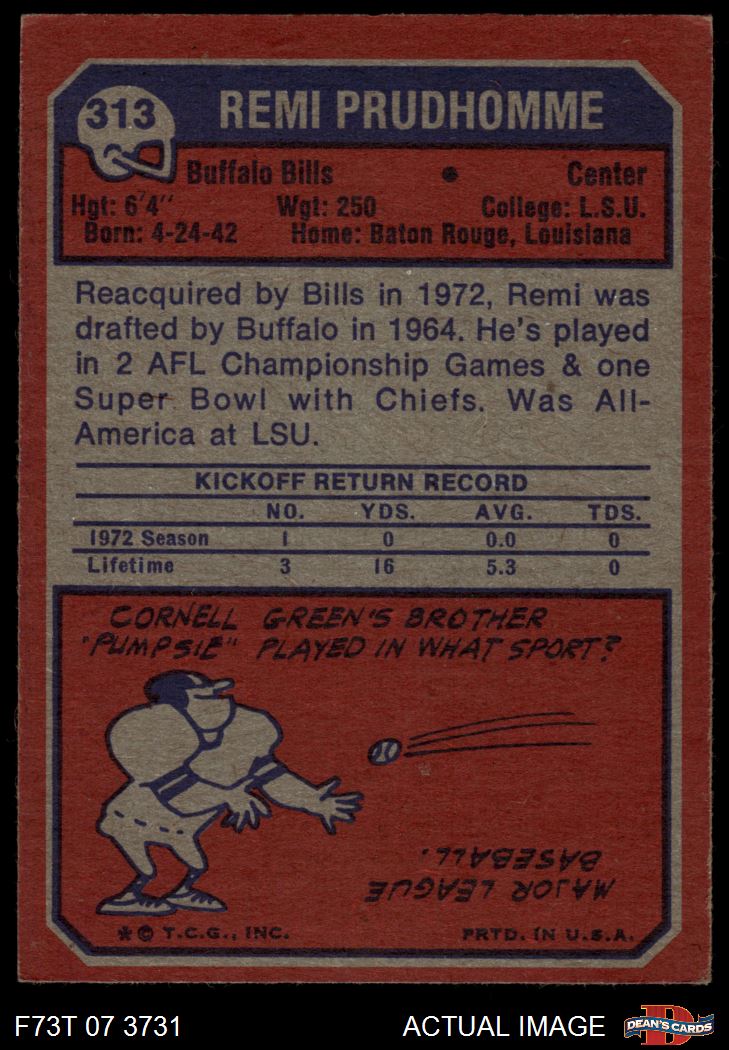 313
REMI PRUDHOMME
Buffalo Bills • Center
Hgt: 6'4" Wgt: 250 College: L.S.U.
Born: 4-24-42 Home: Baton Rouge, Louisiana
Reacquired by Bills in 1972, Remi was
drafted by Buffalo in 1964. He's played
in 2 AFL Championship Games & one
Super Bowl with Chiefs. Was All-
America at LSU.
KICKOFF RETURN RECORD
NO. YDS. AVG. TDS.
1972 Season 1 0 0.0 0
Lifetime 3 16 5.3 0
CORNELL GREEN'S BROTHER
"PUMPSIE" PLAYED IN WHAT SPORT?
MAJOR LEAGUE
BASEBALL.
* © T.C.G., INC. PRTD. IN U.S.A.
F73T 07 3731 ACTUAL IMAGE
D
DEAN'S CARDS